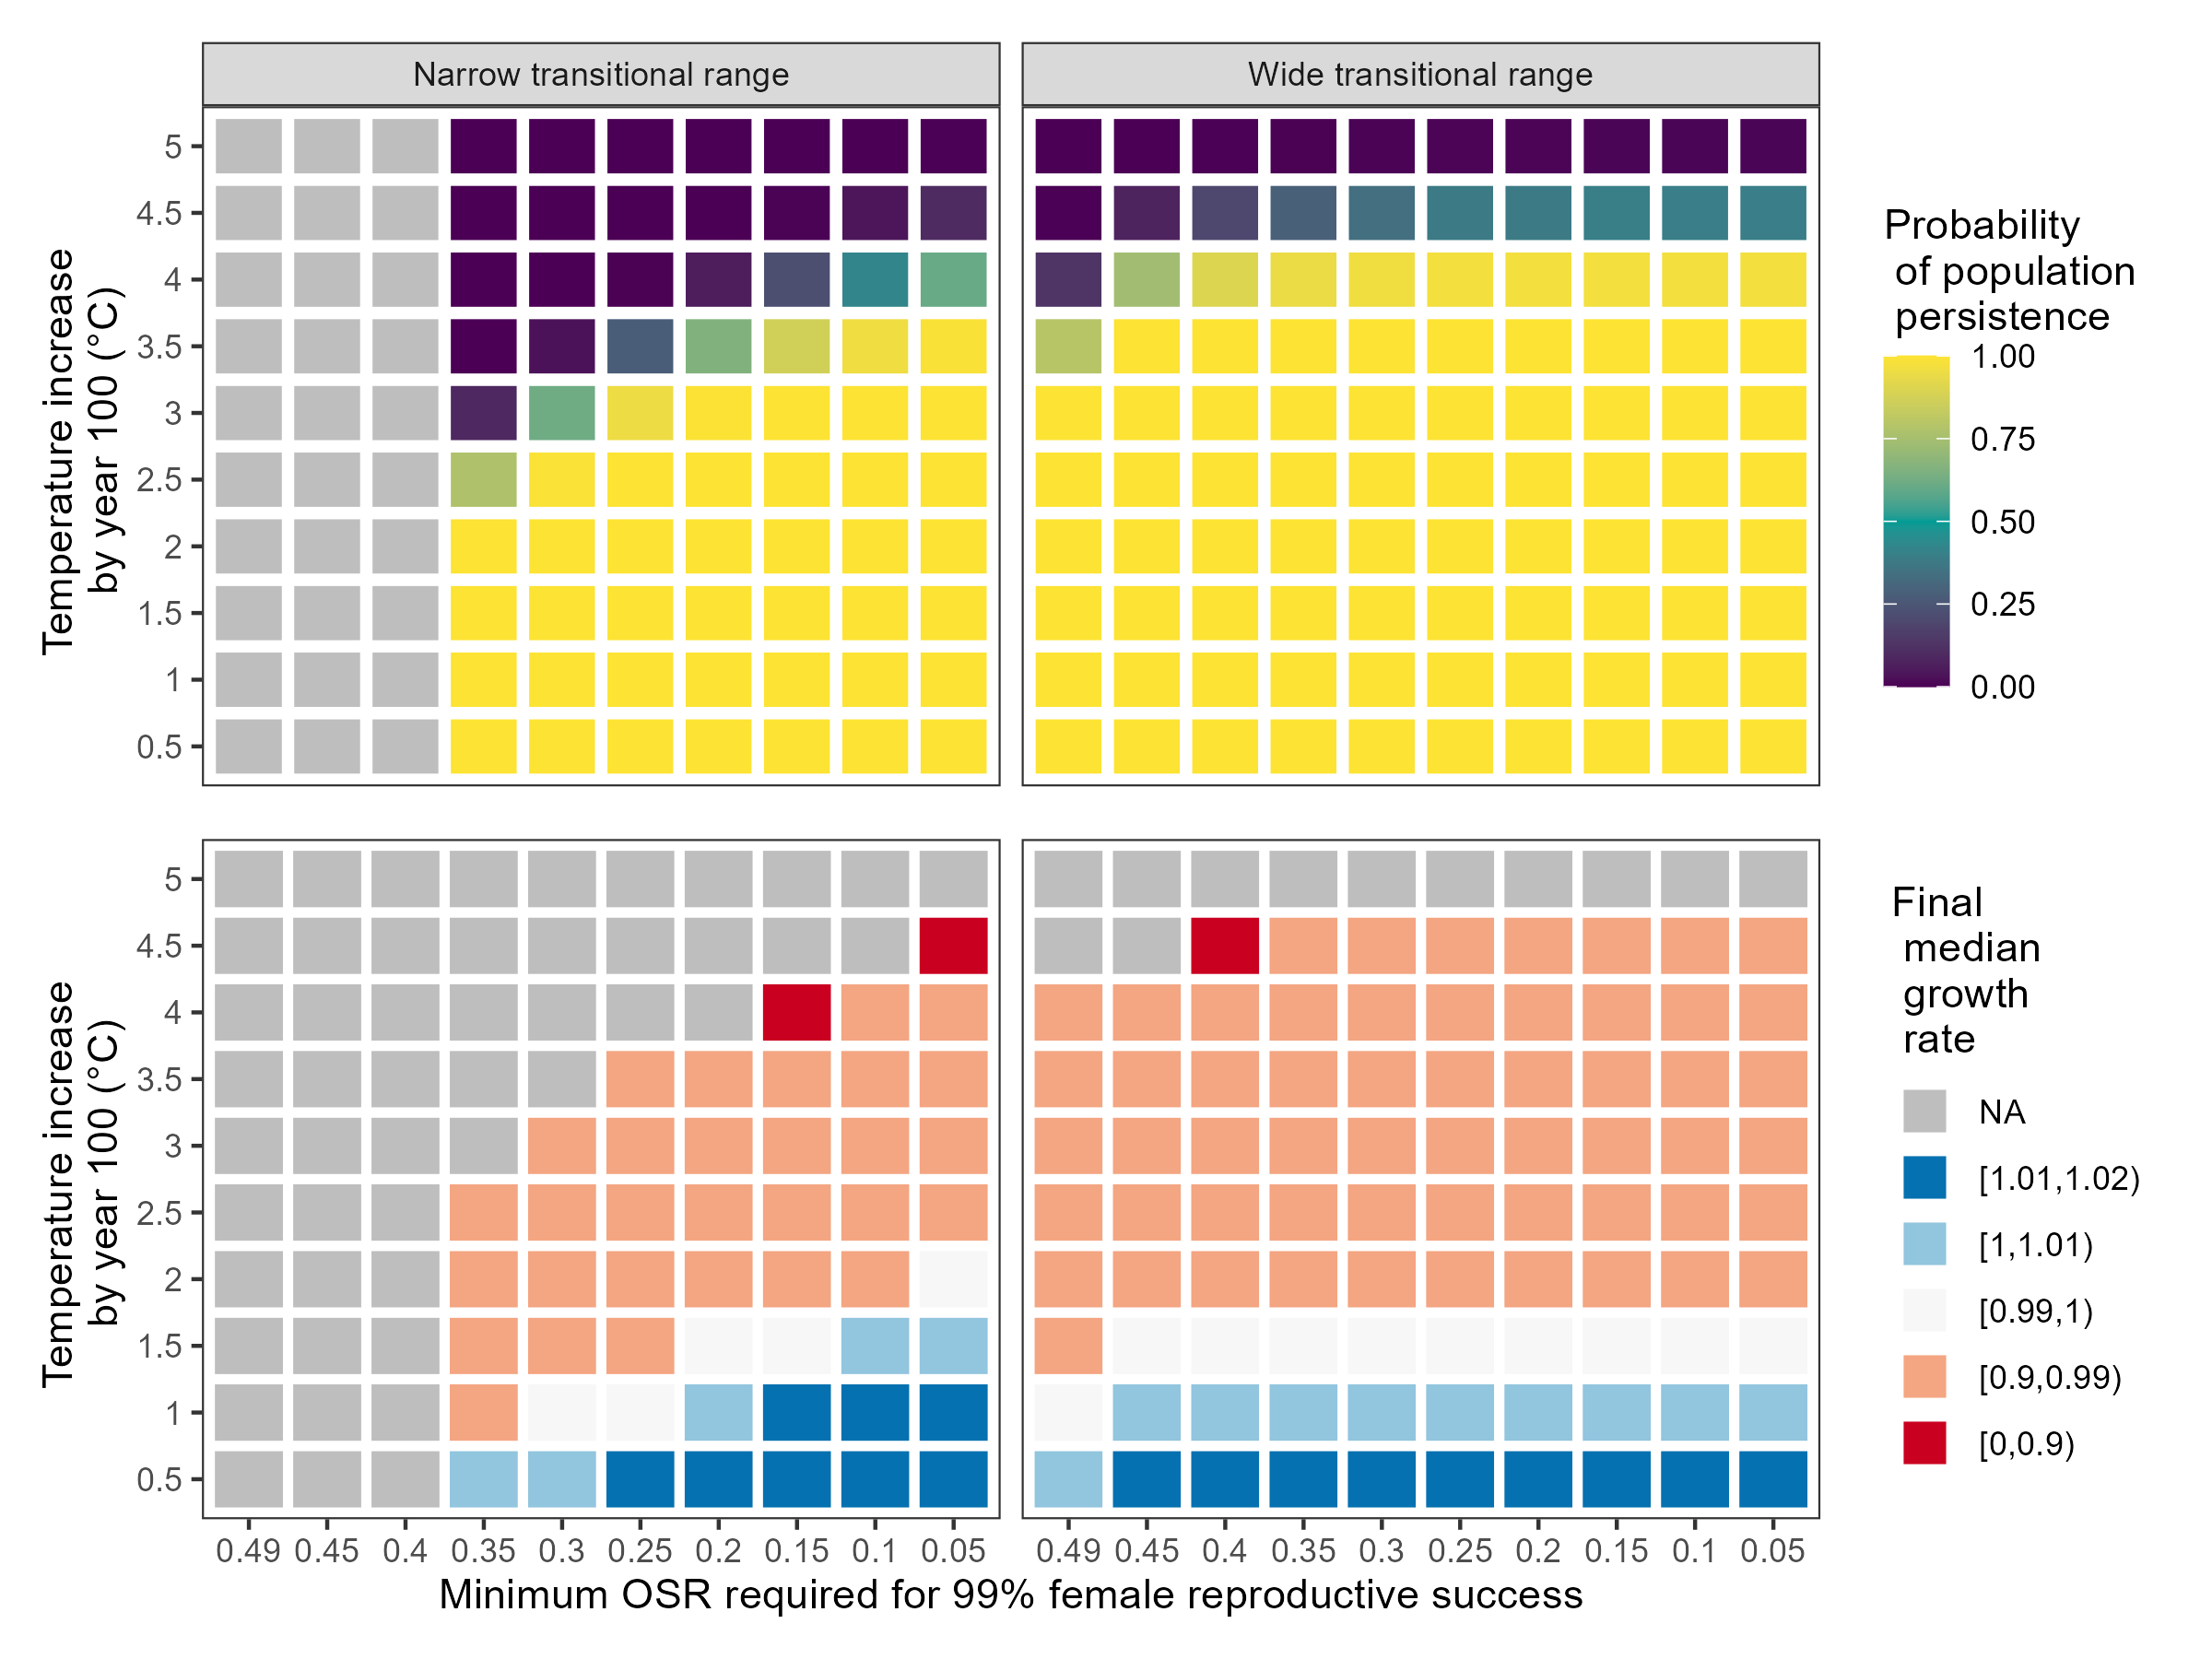 Narrow transitional range
Wide transitional range
Temperature increase
by year 100 (°C)
5
4.5
4
3.5
3
2.5
2
1.5
1
0.5
Probability
of population
persistence
1.00
0.75
0.50
0.25
0.00
Temperature increase
by year 100 (°C)
5
4.5
4
3.5
3
2.5
2
1.5
1
0.5
0.49 0.45 0.4 0.35 0.3 0.25 0.2 0.15 0.1 0.05
0.49 0.45 0.4 0.35 0.3 0.25 0.2 0.15 0.1 0.05
Minimum OSR required for 99% female reproductive success
Final
median
growth
rate
NA
[1.01,1.02)
[1,1.01)
[0.99,1)
[0.9,0.99)
[0,0.9)